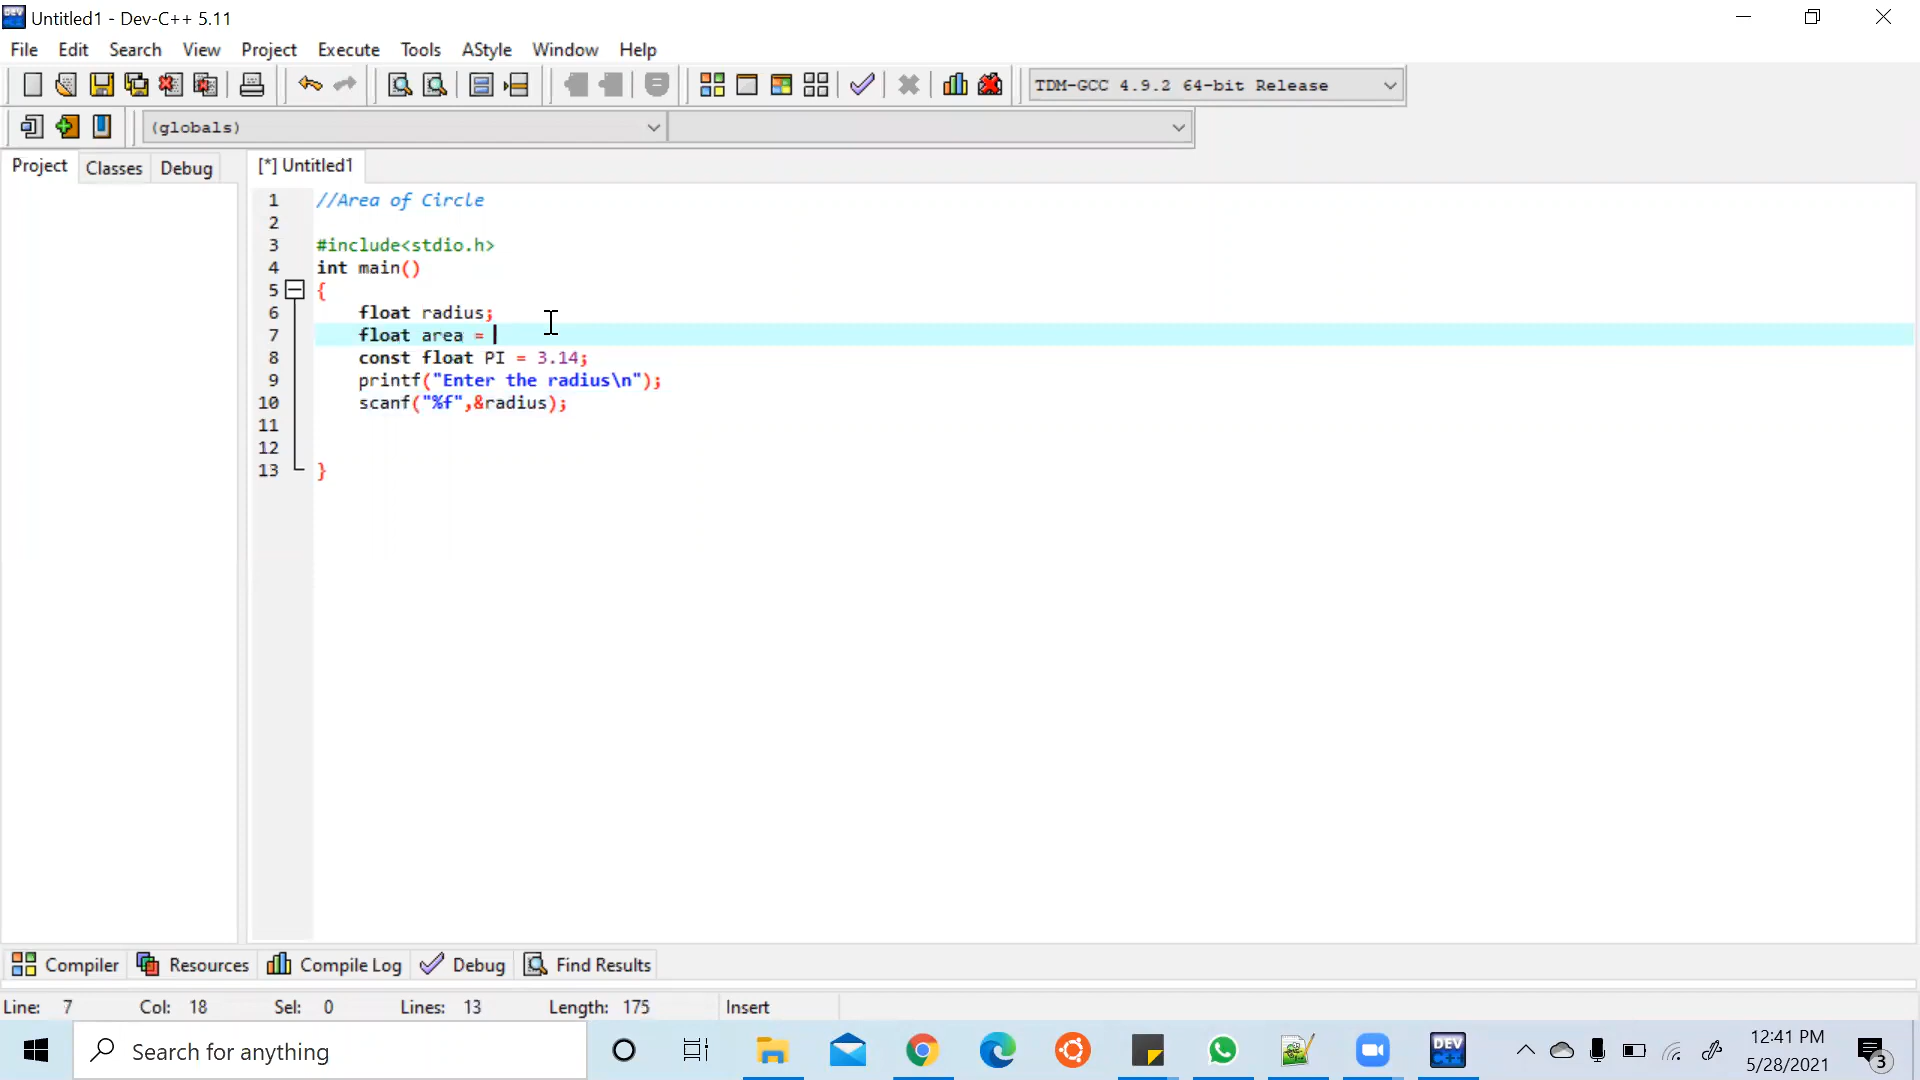 Untitled1 - Dev-C++ 5.11
File Edit Search View Project Execute Tools AStyle Window Help
TDM-GCC 4.9.2 64-bit Release
(globals)
Project Classes Debug
[*] Untitled1
1 //Area of Circle
2
3 #include<stdio.h>
4 int main()
5 {
6 float radius;
7 float area =
8 const float PI = 3.14;
9 printf("Enter the radius\n");
10 scanf("%f",&radius);
11
12
13 }
Compiler Resources Compile Log Debug Find Results
Line: 7 Col: 18 Sel: 0 Lines: 13 Length: 175 Insert
Search for anything
DEV C++
12:41 PM
5/28/2021
3